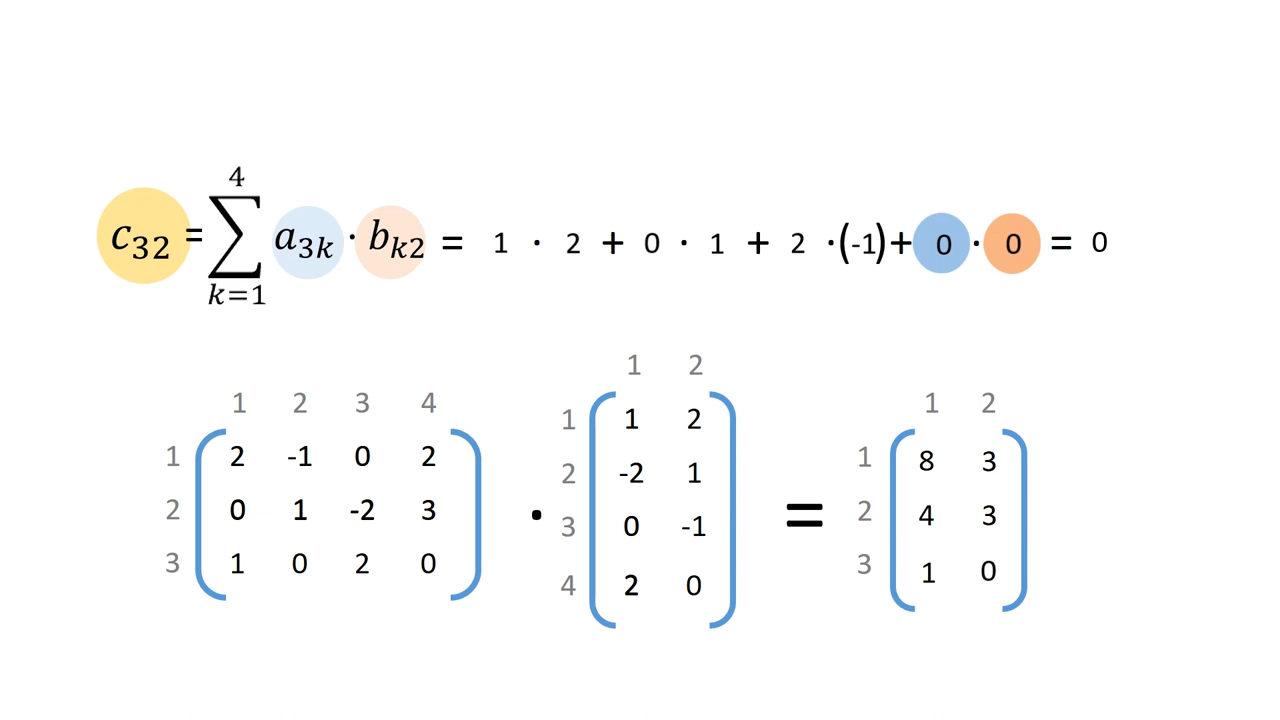 4
c32 = ∑ a3k · bk2 = 1 · 2 + 0 · 1 + 2 ·(-1)+ 0 · 0 = 0
k=1
1 2
1 2 3 4
1 2
1 2 -1 0 2
2 0 1 -2 3
3 1 0 2 0
·
1 1 2
2 -2 1
3 0 -1
4 2 0
=
1 8 3
2 4 3
3 1 0